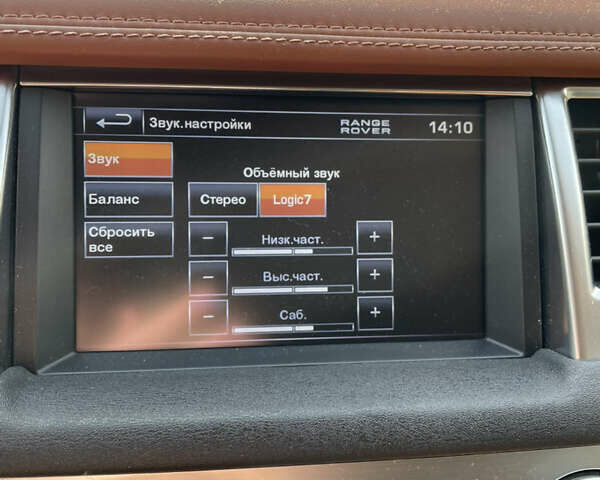 Звук.настройки
RANGE
ROVER
14:10
Звук
Объёмный звук
Баланс
Стерео
Logic7
Сбросить
все
- Низк.част. +
- Выс.част. +
- Саб. +